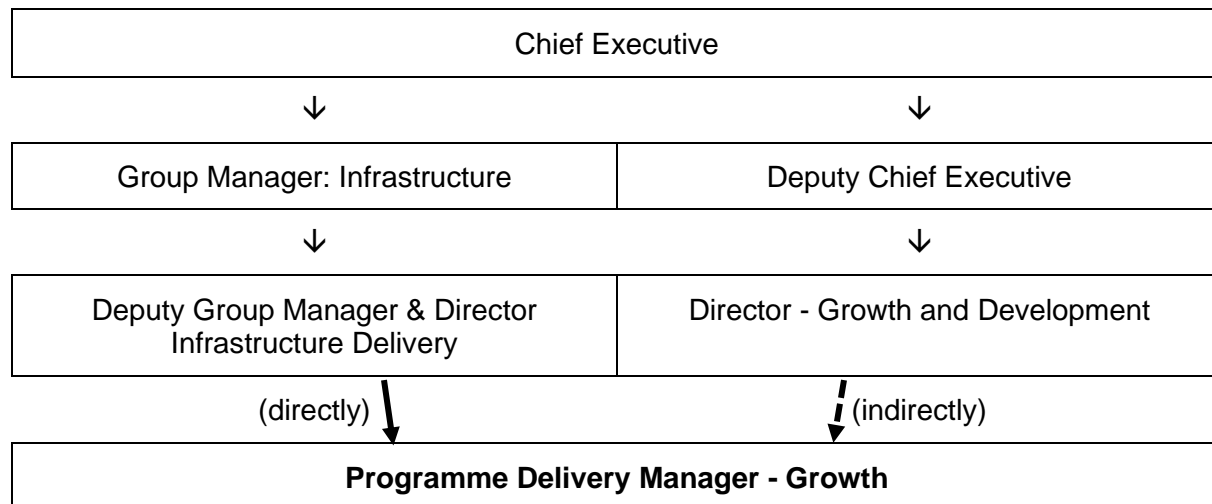 Chief Executive
↓ ↓
Group Manager: Infrastructure Deputy Chief Executive
↓ ↓
Deputy Group Manager & Director Director - Growth and Development
Infrastructure Delivery
(directly) (indirectly)
Programme Delivery Manager - Growth